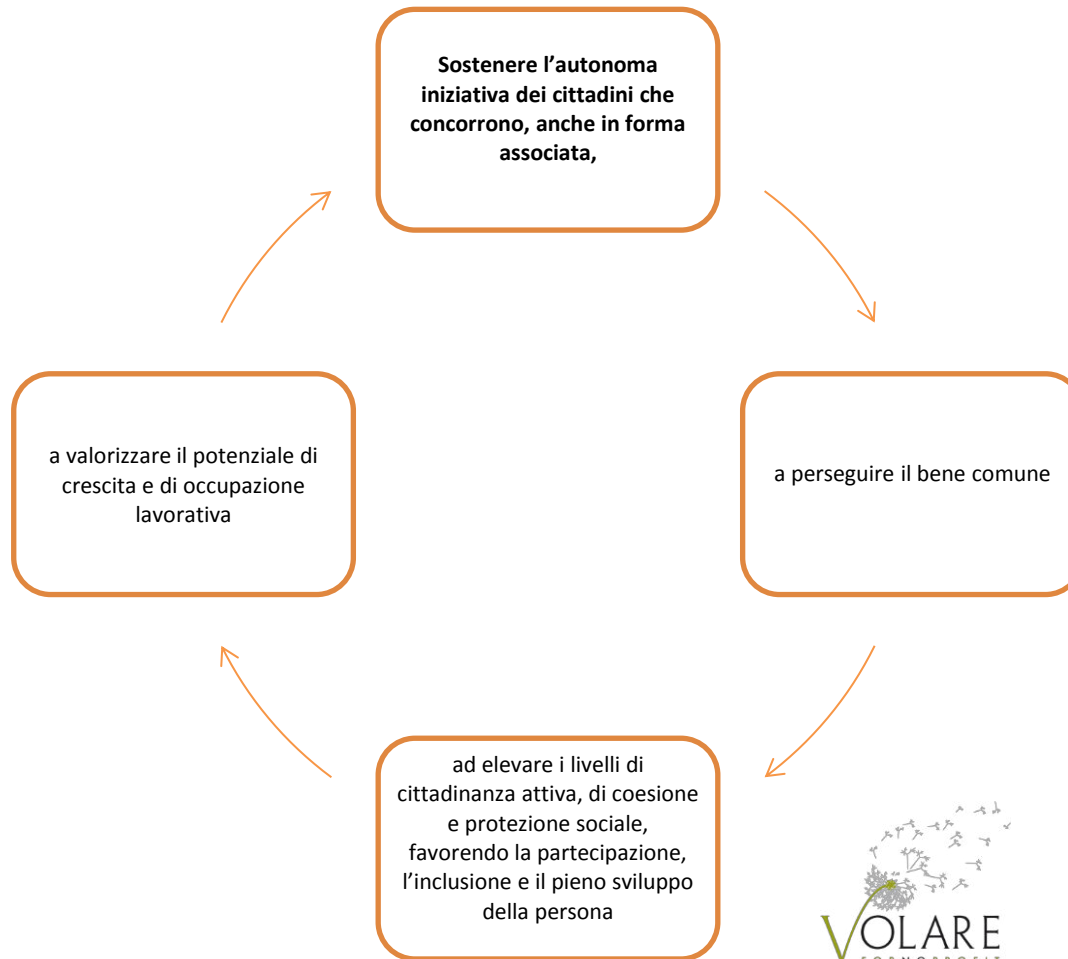 Sostenere l’autonoma
iniziativa dei cittadini che
concorrono, anche in forma
associata,
a perseguire il bene comune
ad elevare i livelli di
cittadinanza attiva, di coesione
e protezione sociale,
favorendo la partecipazione,
l’inclusione e il pieno sviluppo
della persona
a valorizzare il potenziale di
crescita e di occupazione
lavorativa
VOLARE
FORNOPROFIT